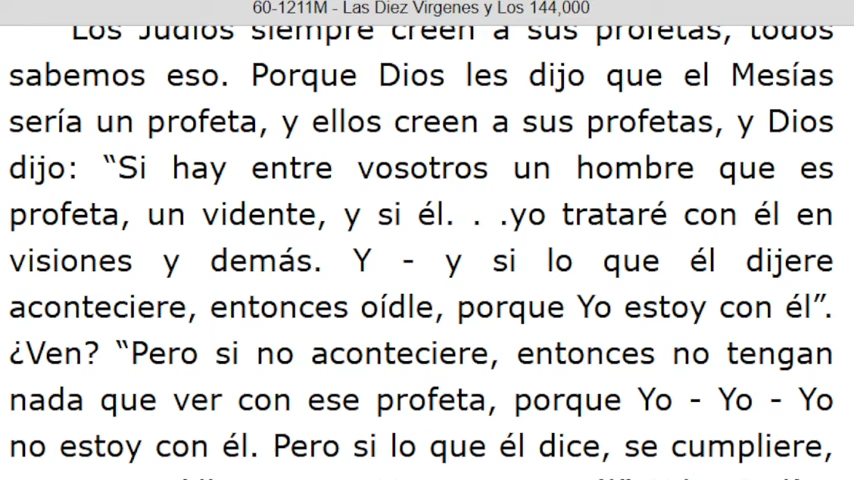 60-1211M - Las Diez Virgenes y Los 144,000
Los Judíos siempre creen a sus profetas, todos
sabemos eso. Porque Dios les dijo que el Mesías
sería un profeta, y ellos creen a sus profetas, y Dios
dijo: “Si hay entre vosotros un hombre que es
profeta, un vidente, y si él. . .yo trataré con él en
visiones y demás. Y - y si lo que él dijere
aconteciere, entonces oídle, porque Yo estoy con él”.
¿Ven? “Pero si no aconteciere, entonces no tengan
nada que ver con ese profeta, porque Yo - Yo - Yo
no estoy con él. Pero si lo que él dice, se cumpliere,